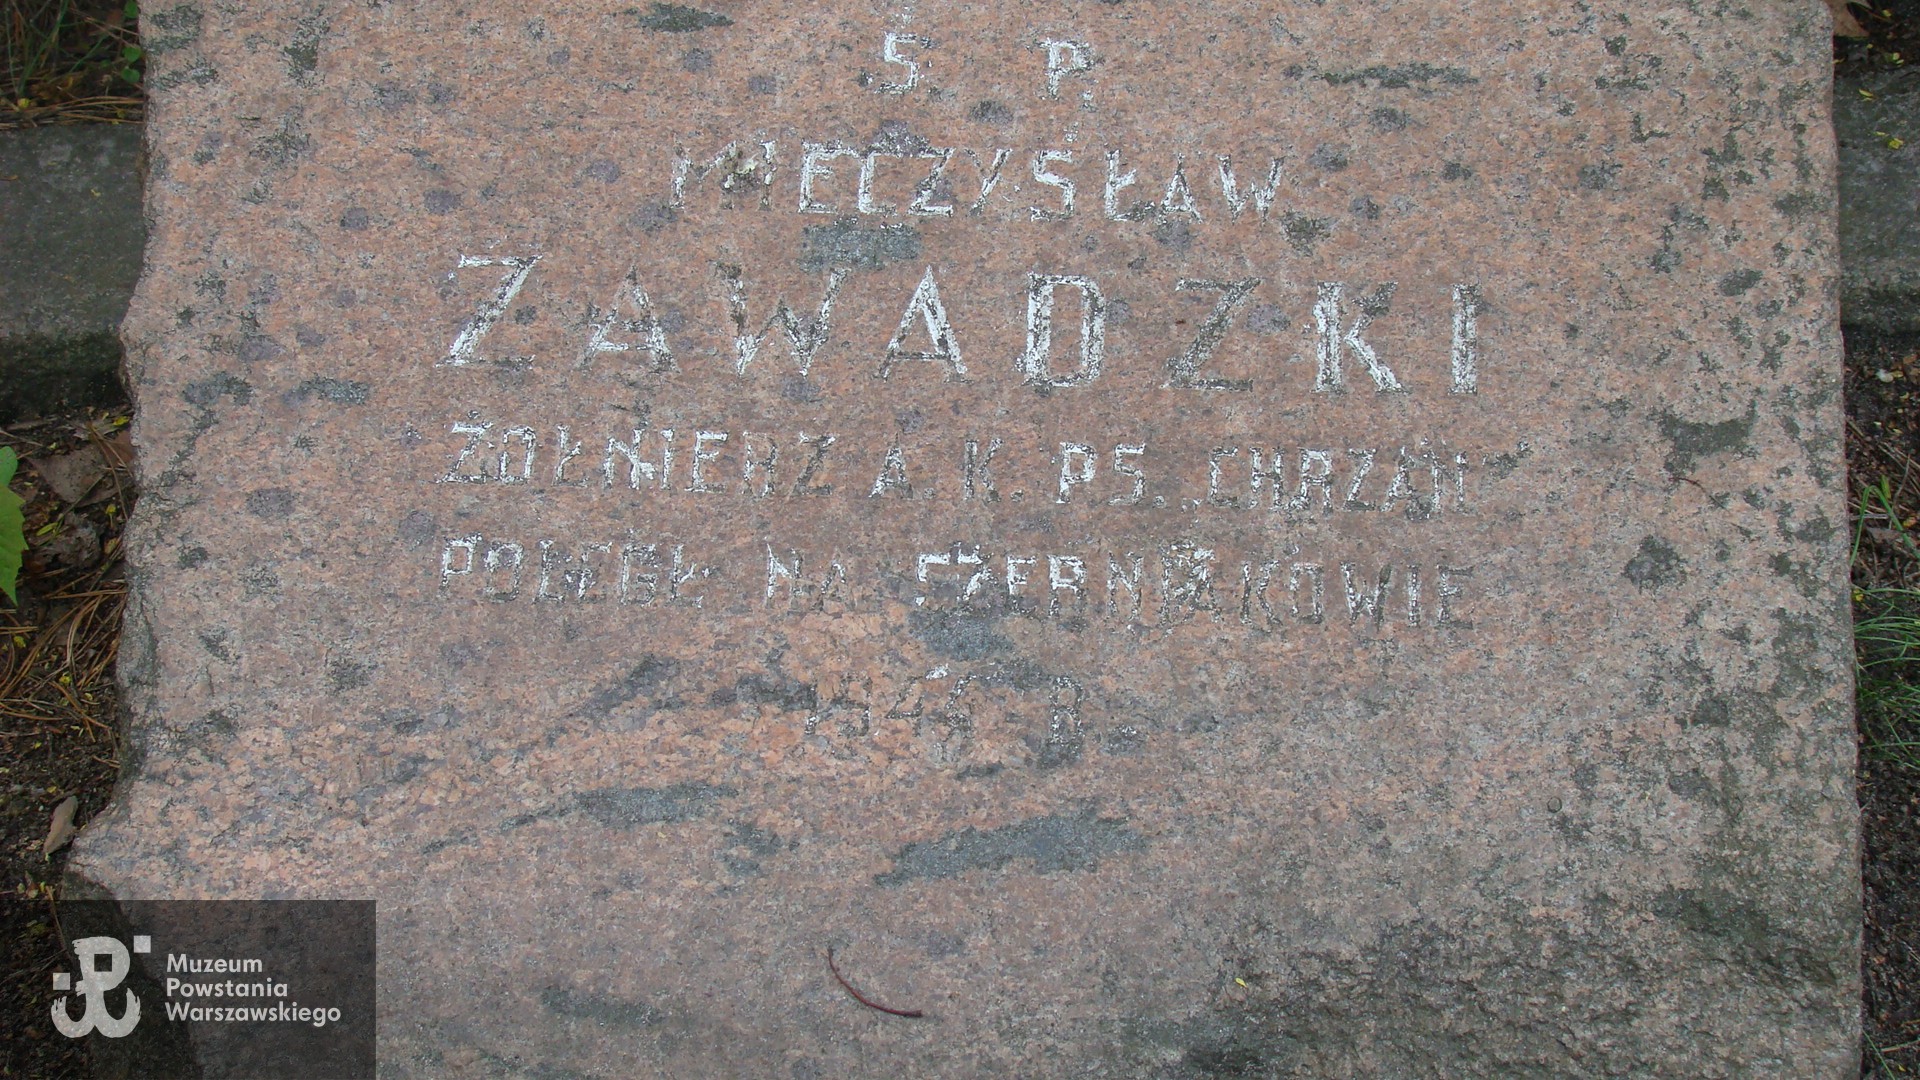 Ś. P.
MIECZYSŁAW
ZAWADZKI
ŻOŁNIERZ A.K. PS. „CHRZAN”
POLEGŁ NA CZERNIAKOWIE
1944 R.
Muzeum
Powstania
Warszawskiego